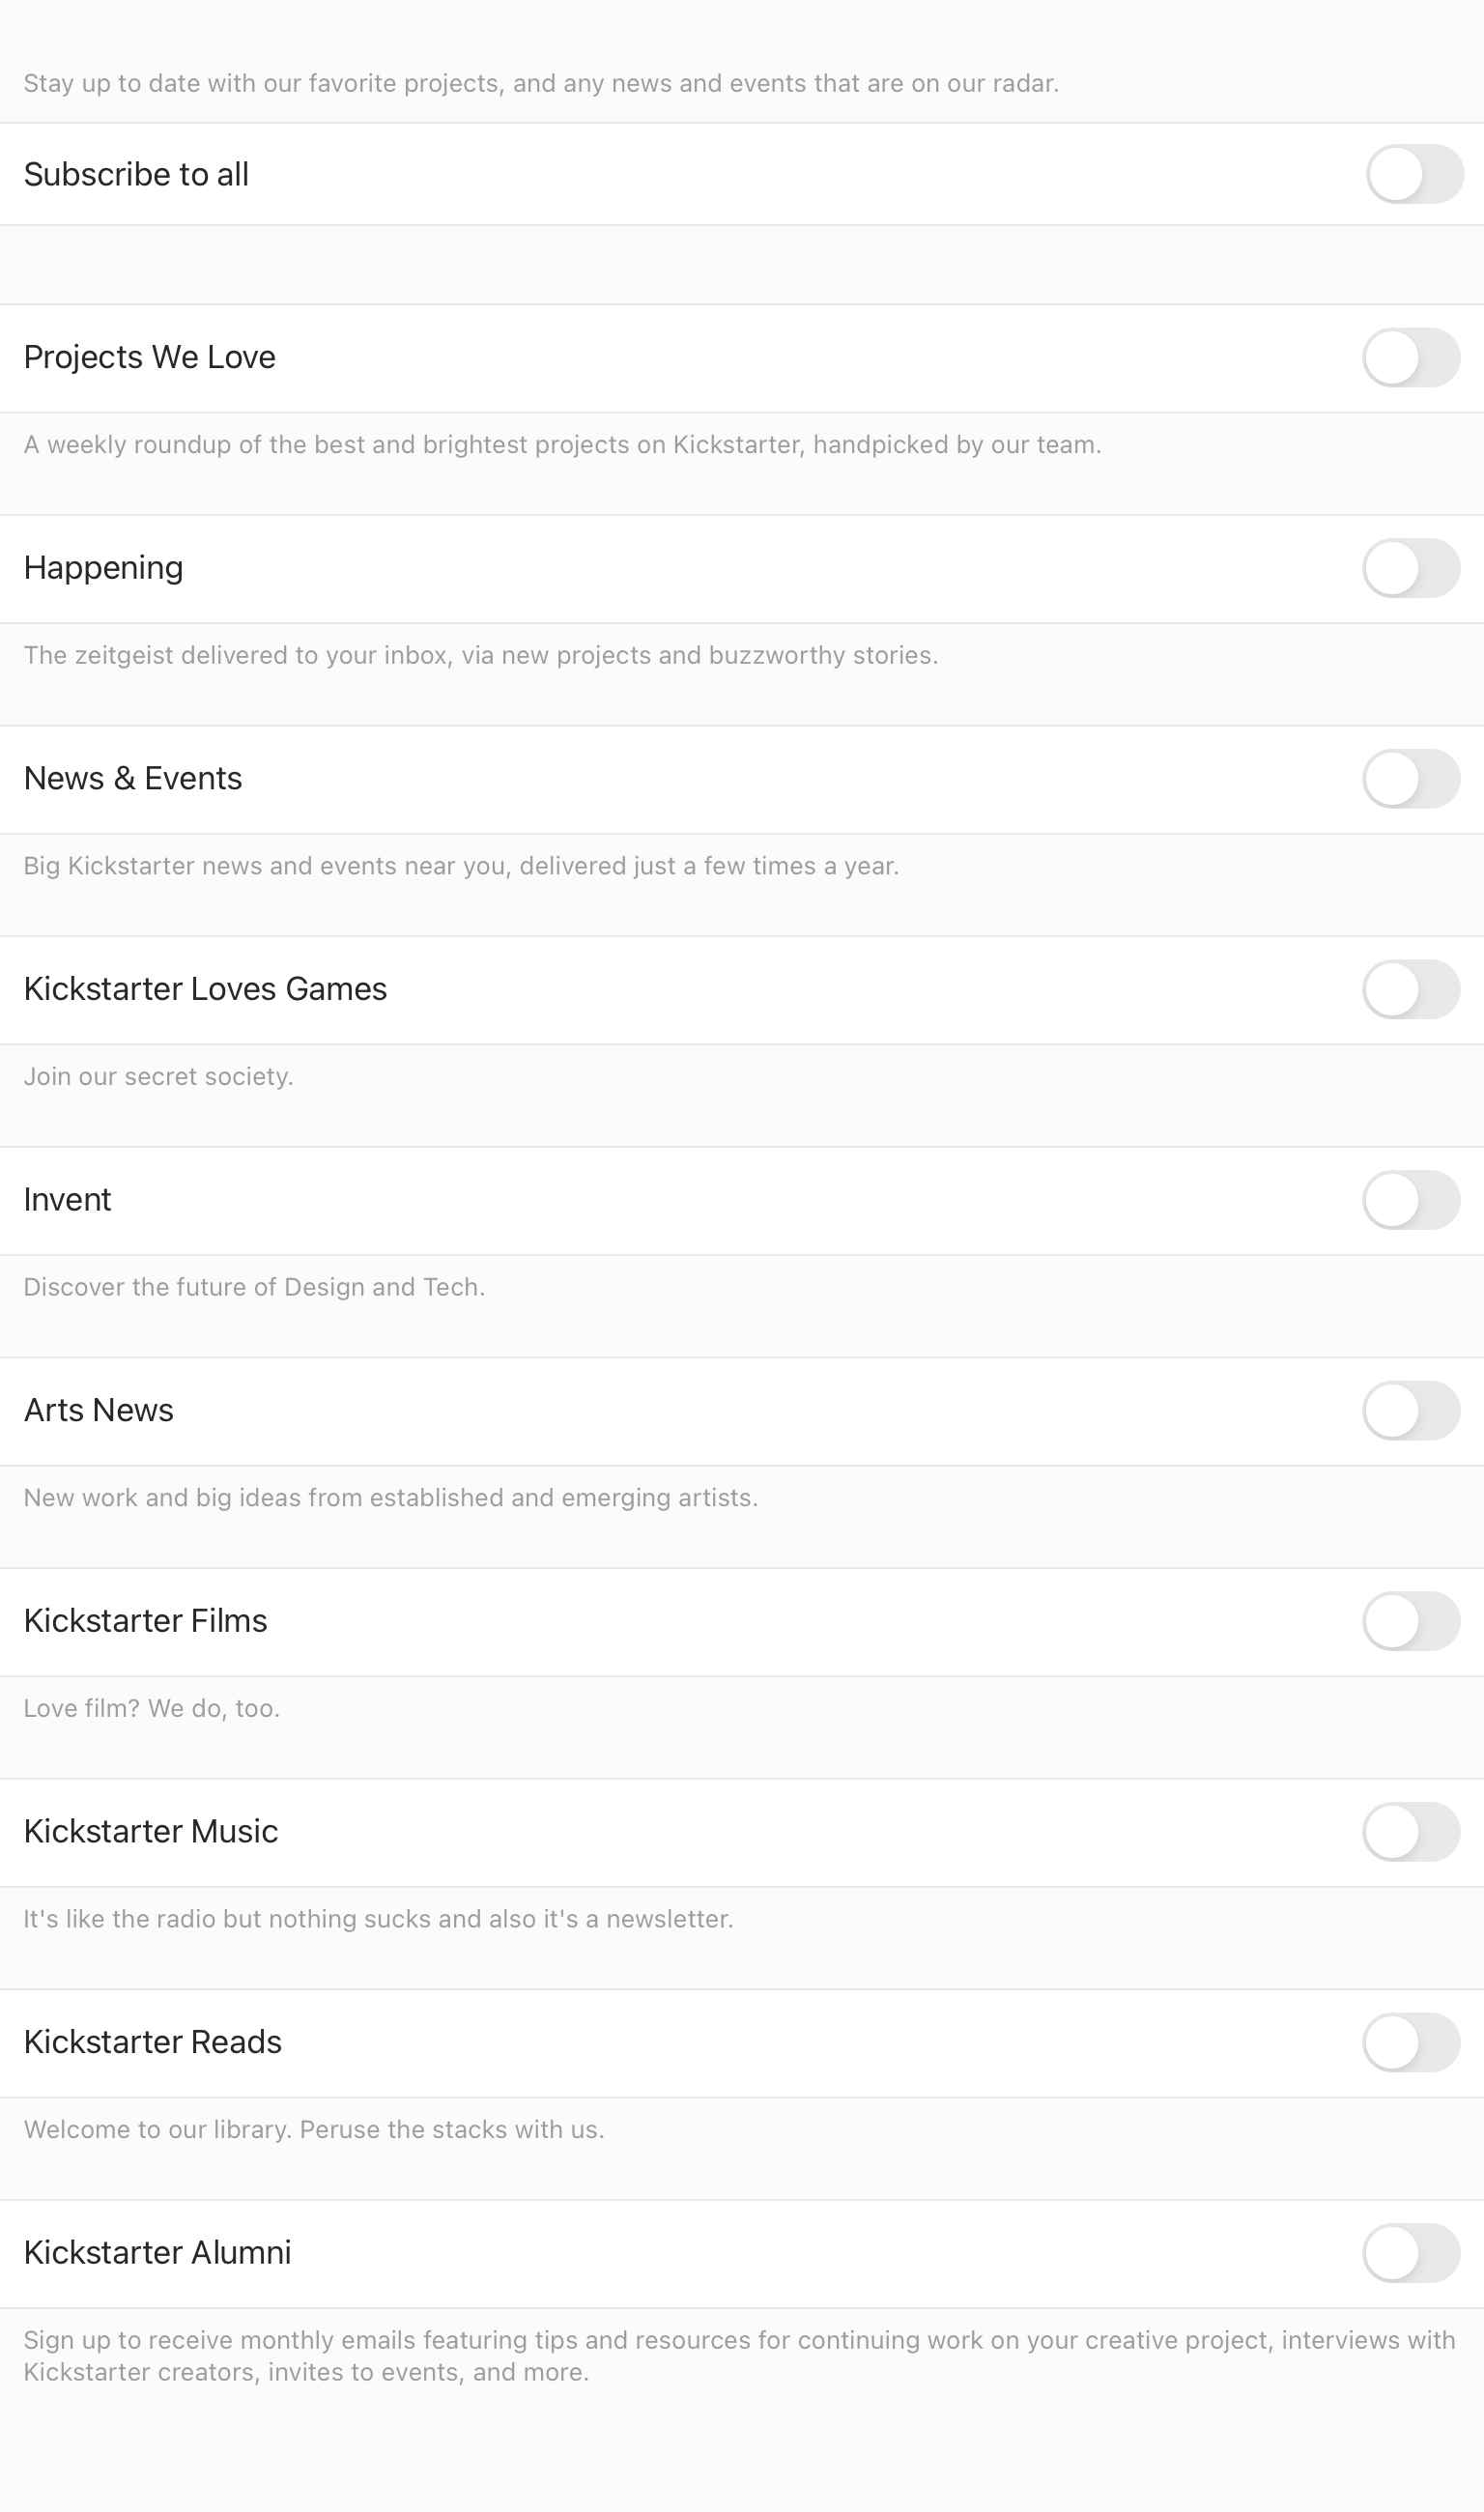 Stay up to date with our favorite projects, and any news and events that are on our radar.
Subscribe to all
Projects We Love
A weekly roundup of the best and brightest projects on Kickstarter, handpicked by our team.
Happening
The zeitgeist delivered to your inbox, via new projects and buzzworthy stories.
News & Events
Big Kickstarter news and events near you, delivered just a few times a year.
Kickstarter Loves Games
Join our secret society.
Invent
Discover the future of Design and Tech.
Arts News
New work and big ideas from established and emerging artists.
Kickstarter Films
Love film? We do, too.
Kickstarter Music
It's like the radio but nothing sucks and also it's a newsletter.
Kickstarter Reads
Welcome to our library. Peruse the stacks with us.
Kickstarter Alumni
Sign up to receive monthly emails featuring tips and resources for continuing work on your creative project, interviews with
Kickstarter creators, invites to events, and more.